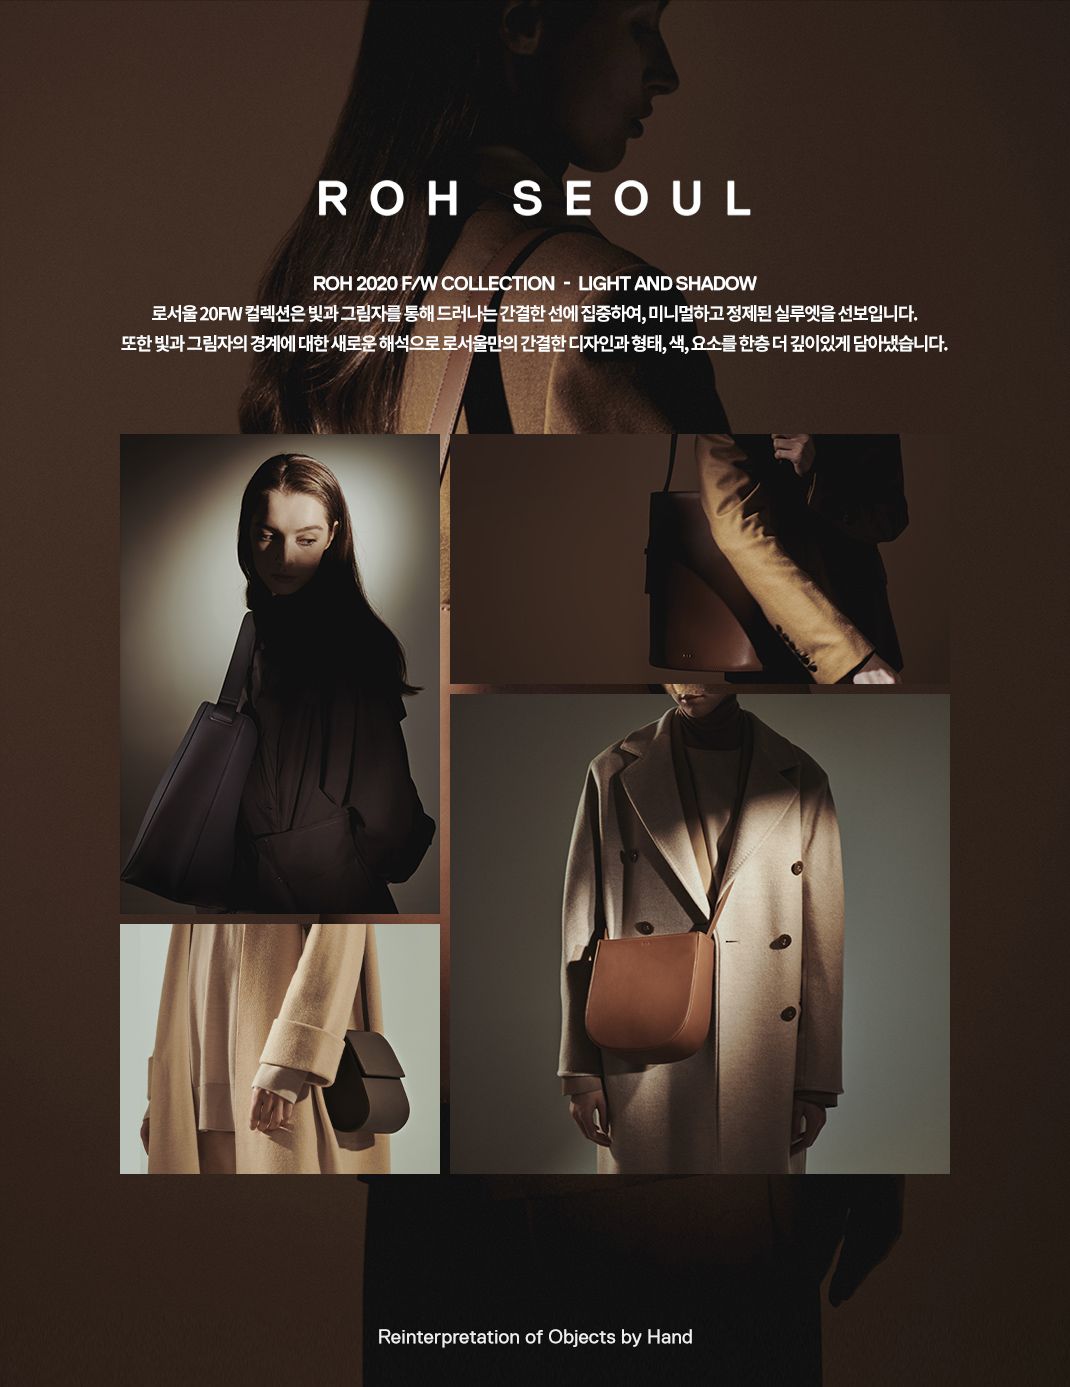 ROH SEOUL
ROH 2020 F/W COLLECTION - LIGHT AND SHADOW
로서울 20FW 컬렉션은 빛과 그림자를 통해 드러나는 간결한 선에 집중하여, 미니멀하고 정제된 실루엣을 선보입니다.
또한 빛과 그림자의 경계에 대한 새로운 해석으로 로서울만의 간결한 디자인과 형태, 색, 요소를 한층 더 깊이있게 담아냈습니다.
Reinterpretation of Objects by Hand